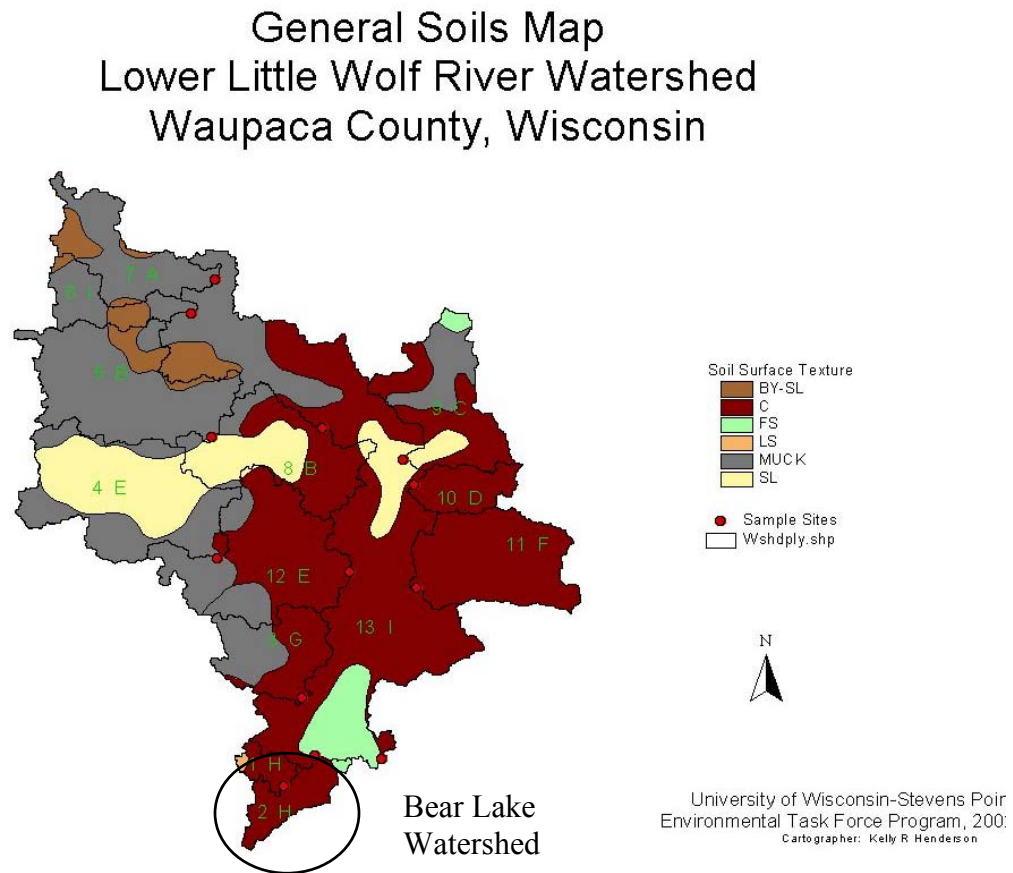 General Soils Map
Lower Little Wolf River Watershed
Waupaca County, Wisconsin
7 A
9 C
8 B
4 E
10 D
11 F
12 E
13 I
G
H
2 H
Soil Surface Texture
BY-SL
C
FS
LS
MUCK
SL
Sample Sites
Wshdply.shp
N
Bear Lake
Watershed
University of Wisconsin-Stevens Poin
Environmental Task Force Program, 200
Cartographer: Kelly R Henderson